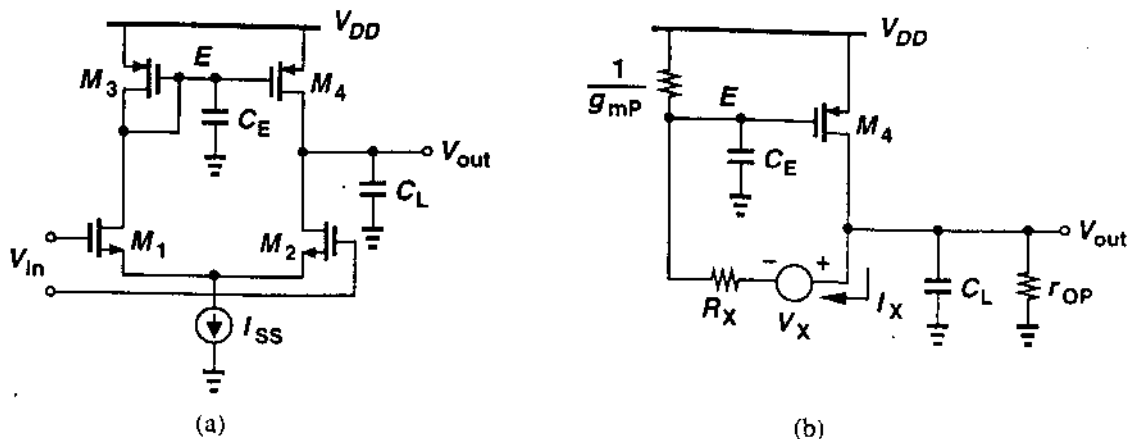 V_DD
E
M_3
M_4
C_E
V_out
C_L
V_in
M_1
M_2
I_SS
(a)
V_DD
1
g_mP
E
M_4
C_E
V_out
−
+
I_X
R_X
V_X
C_L
r_OP
(b)